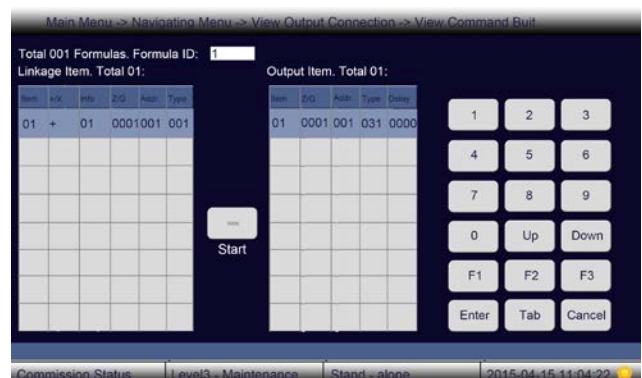 Main Menu -> Navigating Menu -> View Output Connection -> View Command Buit
Total 001 Formulas. Formula ID: 1
Linkage Item. Total 01:
Output Item. Total 01:
Item +/X Info Z/G Addr. Type
Item Z/G Addr. Type Delay
01 + 01 0001 001 001
01 0001 001 031 0000
1 2 3
4 5 6
7 8 9
Start
0 Up Down
F1 F2 F3
Enter Tab Cancel
Commission Status Level3 - Maintenance Stand - alone 2015-04-15 11:04:22